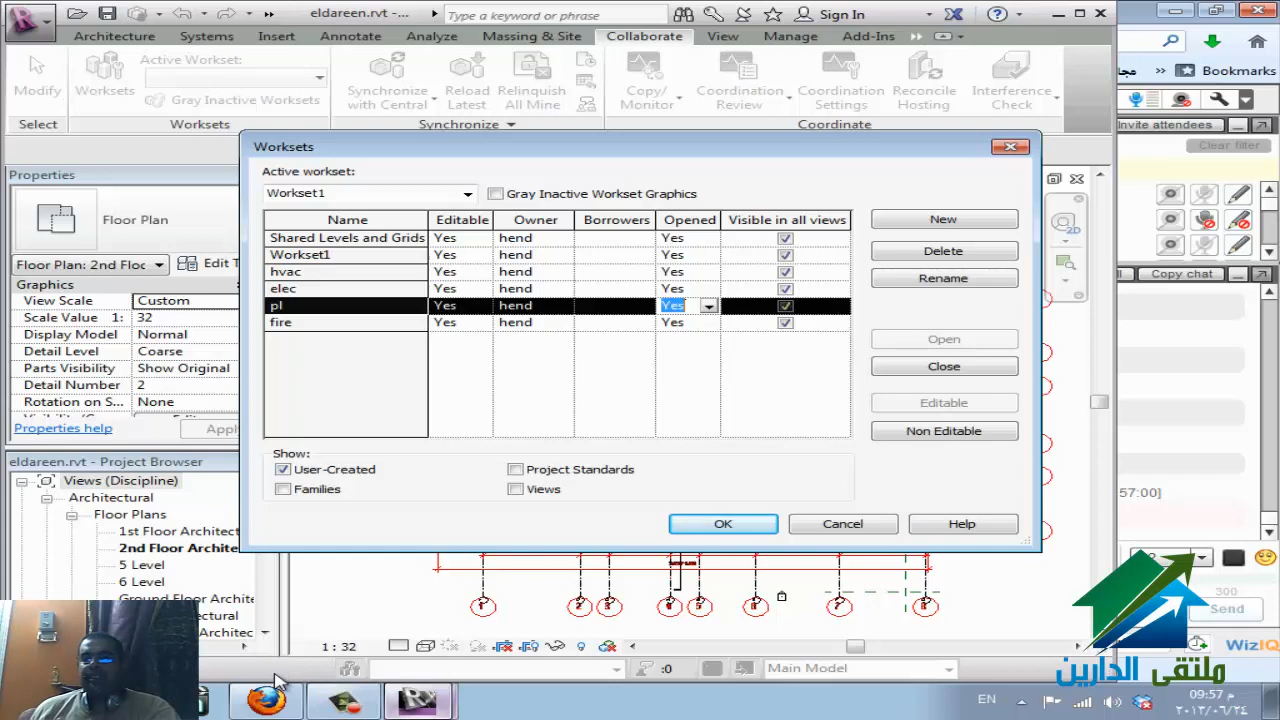 eldareen.rvt -...
Type a keyword or phrase
Sign In
Architecture
Systems
Insert
Annotate
Analyze
Massing & Site
Collaborate
View
Manage
Add-Ins
Active Workset:
Gray Inactive Worksets
Modify
Worksets
Synchronize with Central
Reload Latest
Relinquish All Mine
Copy/ Monitor
Coordination Review
Coordination Settings
Reconcile Hosting
Interference Check
Select
Worksets
Synchronize
Coordinate
Bookmarks
Invite attendees
Clear filter
Copy chat
57:00]
300
Send
WizIQ
Properties
Floor Plan
Floor Plan: 2nd Floc
Edit T
Graphics
View Scale Custom
Scale Value 1: 32
Display Model Normal
Detail Level Coarse
Parts Visibility Show Original
Detail Number 2
Rotation on S... None
Properties help
eldareen.rvt - Project Browser
Views (Discipline)
Architectural
Floor Plans
1st Floor Architect
2nd Floor Archite
5 Level
6 Level
Ground Floor Archite
Worksets
Active workset:
Workset1
Gray Inactive Workset Graphics
Name Editable Owner Borrowers Opened Visible in all views
Shared Levels and Grids Yes hend Yes
Workset1 Yes hend Yes
hvac Yes hend Yes
elec Yes hend Yes
pl Yes hend Yes
fire Yes hend Yes
New
Delete
Rename
Open
Close
Editable
Non Editable
Show:
User-Created
Project Standards
Families
Views
OK
Cancel
Help
1 : 32
:0
Main Model
ملتقى الدارين
EN
09:57 م
٢٠١٣/٠٦/٢٤